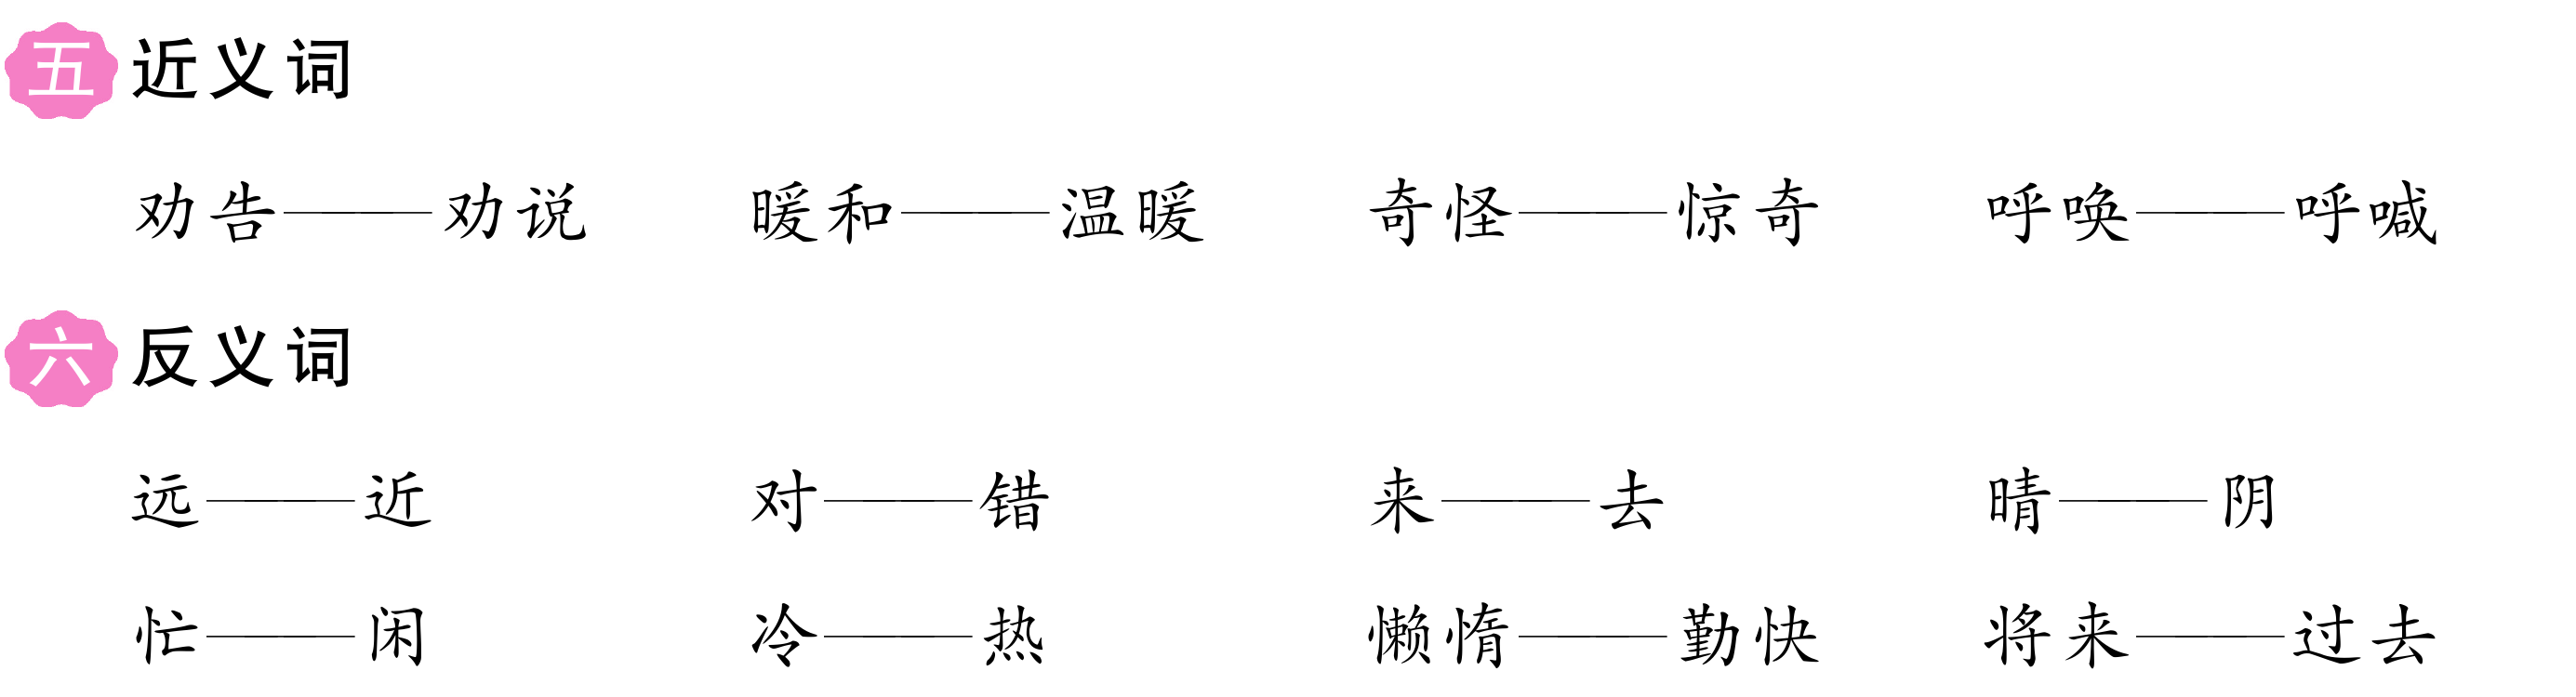 五 近义词
劝告——劝说 暖和——温暖 奇怪——惊奇 呼唤——呼喊
六 反义词
远——近 对——错 来——去 晴——阴
忙——闲 冷——热 懒惰——勤快 将来——过去